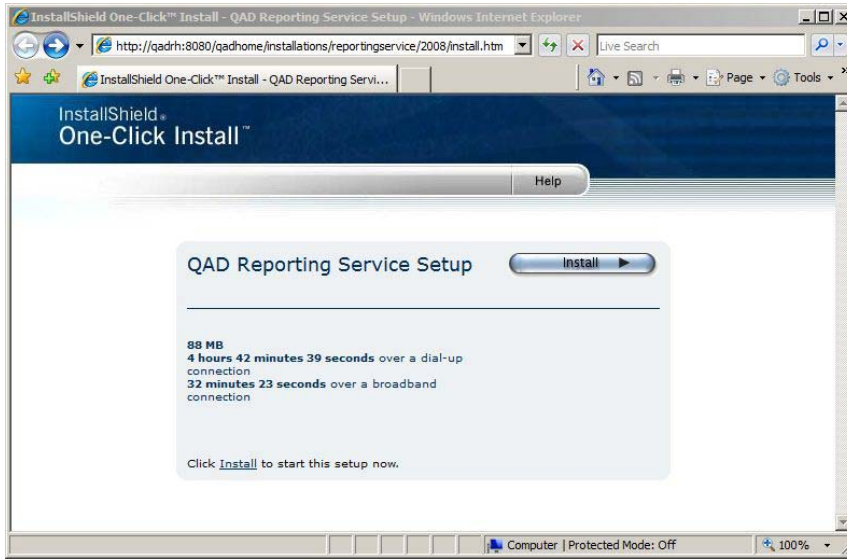 InstallShield One-Click™ Install - QAD Reporting Service Setup - Windows Internet Explorer
http://qadrh:8080/qadhome/installations/reportingservice/2008/install.htm
Live Search
InstallShield One-Click™ Install - QAD Reporting Servi...
Page
Tools
InstallShield®
One-Click Install™
Help
QAD Reporting Service Setup
Install
88 MB
4 hours 42 minutes 39 seconds over a dial-up
connection
32 minutes 23 seconds over a broadband
connection
Click Install to start this setup now.
Computer | Protected Mode: Off
100%